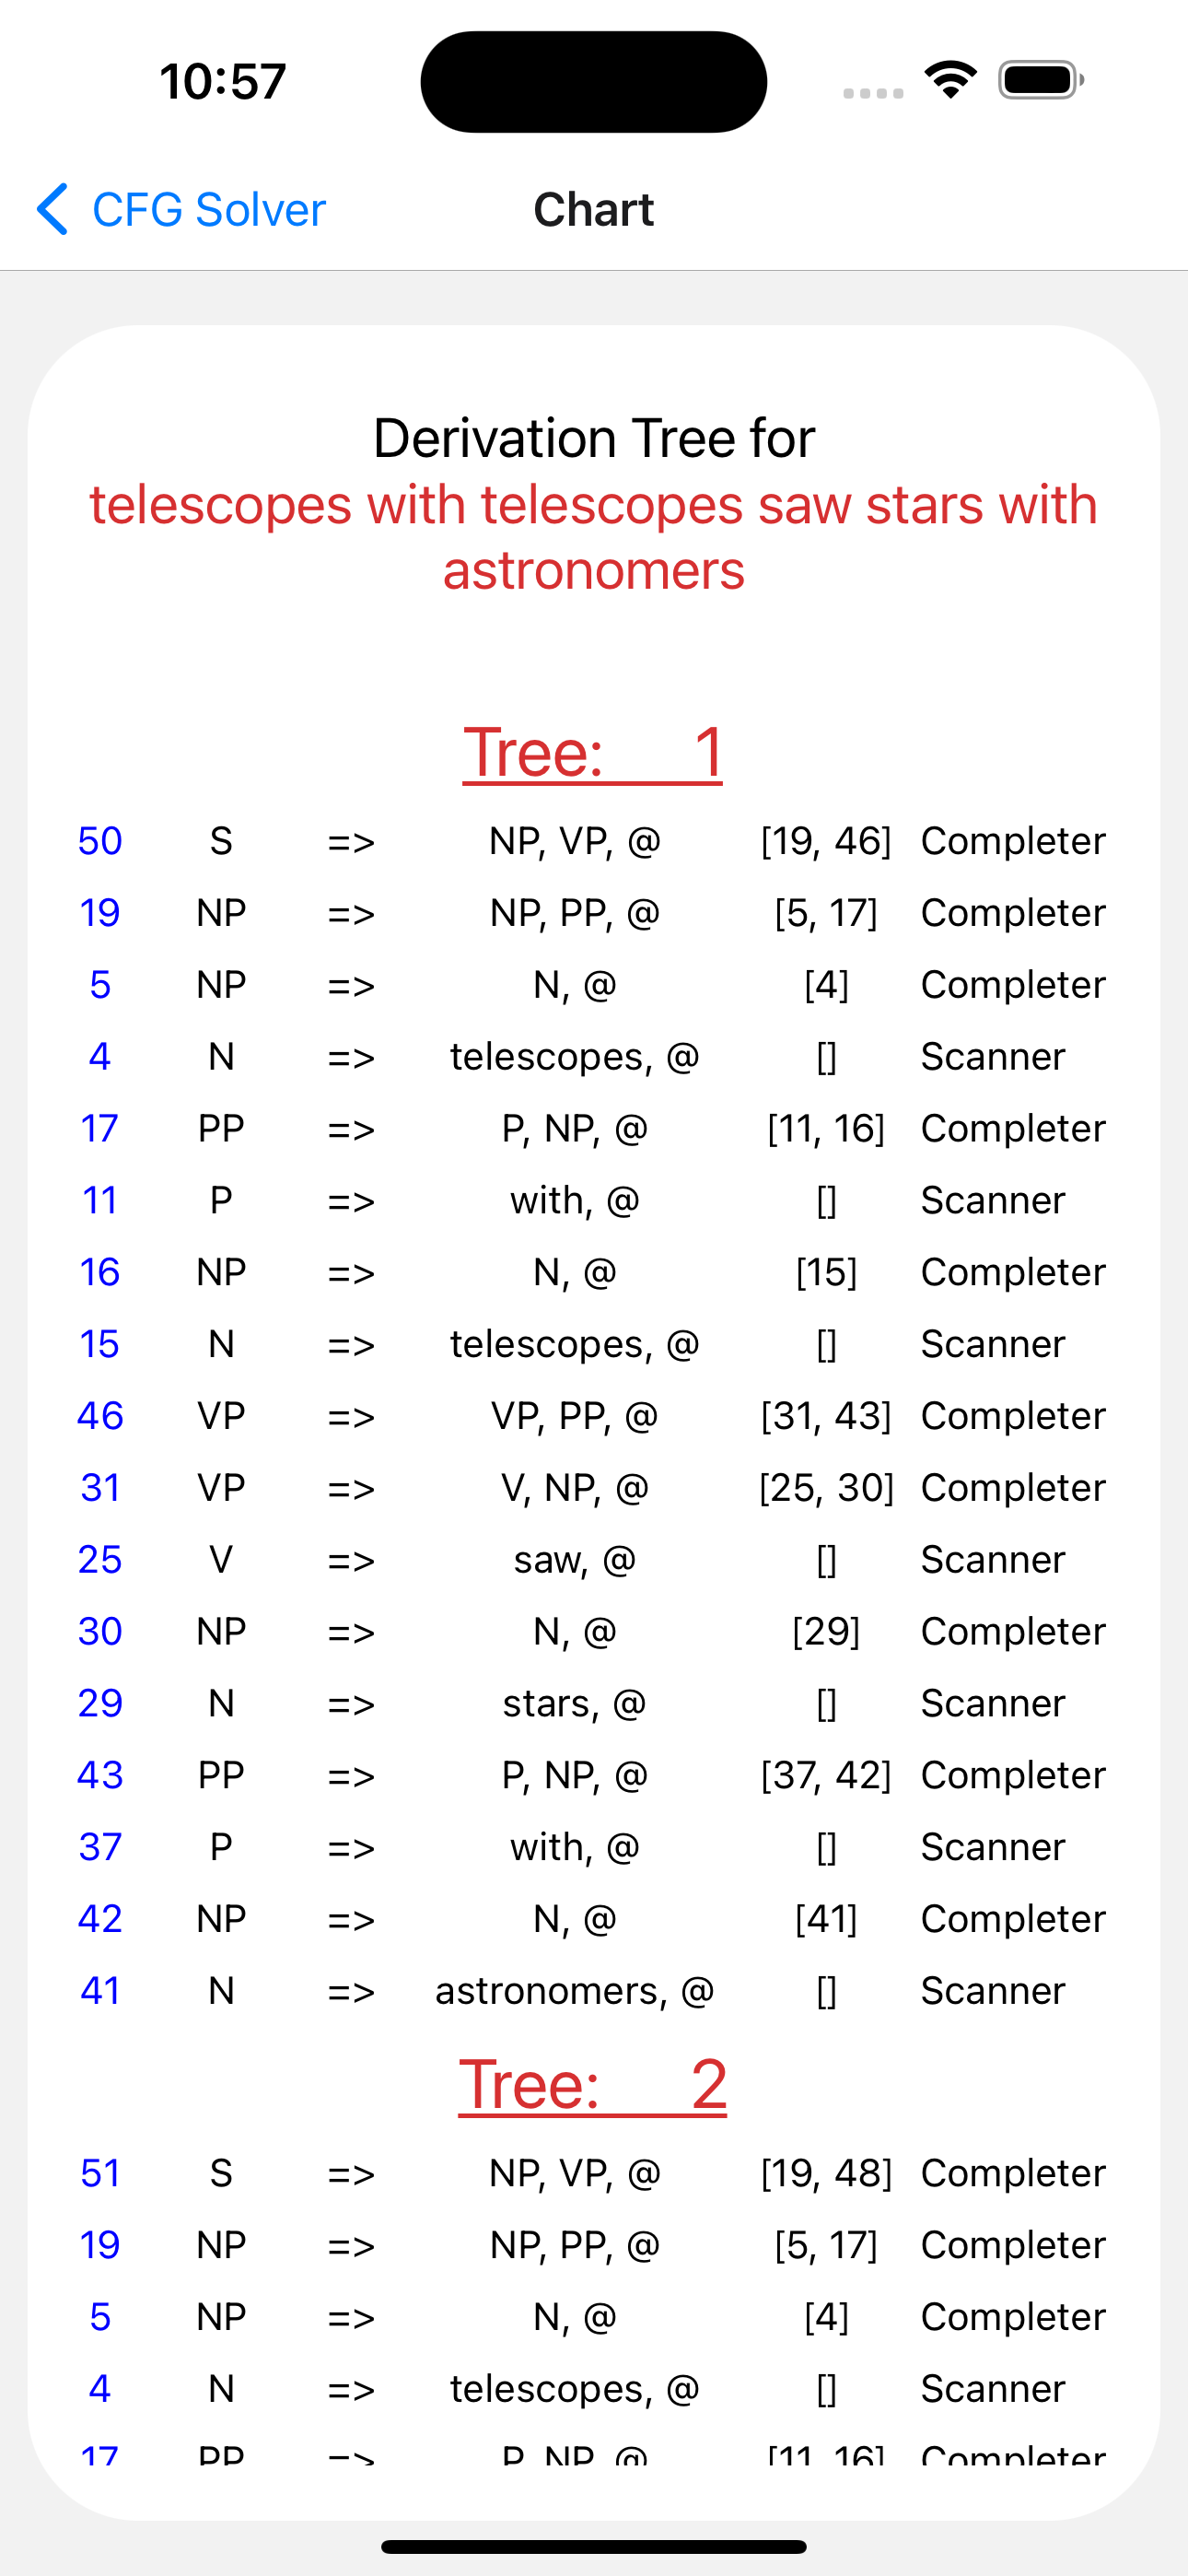 10:57
CFG Solver Chart
Derivation Tree for
telescopes with telescopes saw stars with
astronomers
Tree: 1
50 S => NP, VP, @ [19, 46] Completer
19 NP => NP, PP, @ [5, 17] Completer
5 NP => N, @ [4] Completer
4 N => telescopes, @ [] Scanner
17 PP => P, NP, @ [11, 16] Completer
11 P => with, @ [] Scanner
16 NP => N, @ [15] Completer
15 N => telescopes, @ [] Scanner
46 VP => VP, PP, @ [31, 43] Completer
31 VP => V, NP, @ [25, 30] Completer
25 V => saw, @ [] Scanner
30 NP => N, @ [29] Completer
29 N => stars, @ [] Scanner
43 PP => P, NP, @ [37, 42] Completer
37 P => with, @ [] Scanner
42 NP => N, @ [41] Completer
41 N => astronomers, @ [] Scanner
Tree: 2
51 S => NP, VP, @ [19, 48] Completer
19 NP => NP, PP, @ [5, 17] Completer
5 NP => N, @ [4] Completer
4 N => telescopes, @ [] Scanner
17 PP => P, NP, @ [11, 16] Completer